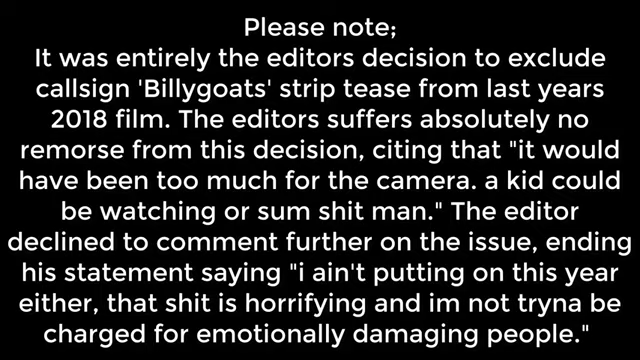 Please note;
It was entirely the editors decision to exclude
callsign 'Billygoats' strip tease from last years
2018 film. The editors suffers absolutely no
remorse from this decision, citing that "it would
have been too much for the camera. a kid could
be watching or sum shit man." The editor
declined to comment further on the issue, ending
his statement saying "i ain't putting on this year
either, that shit is horrifying and im not tryna be
charged for emotionally damaging people."